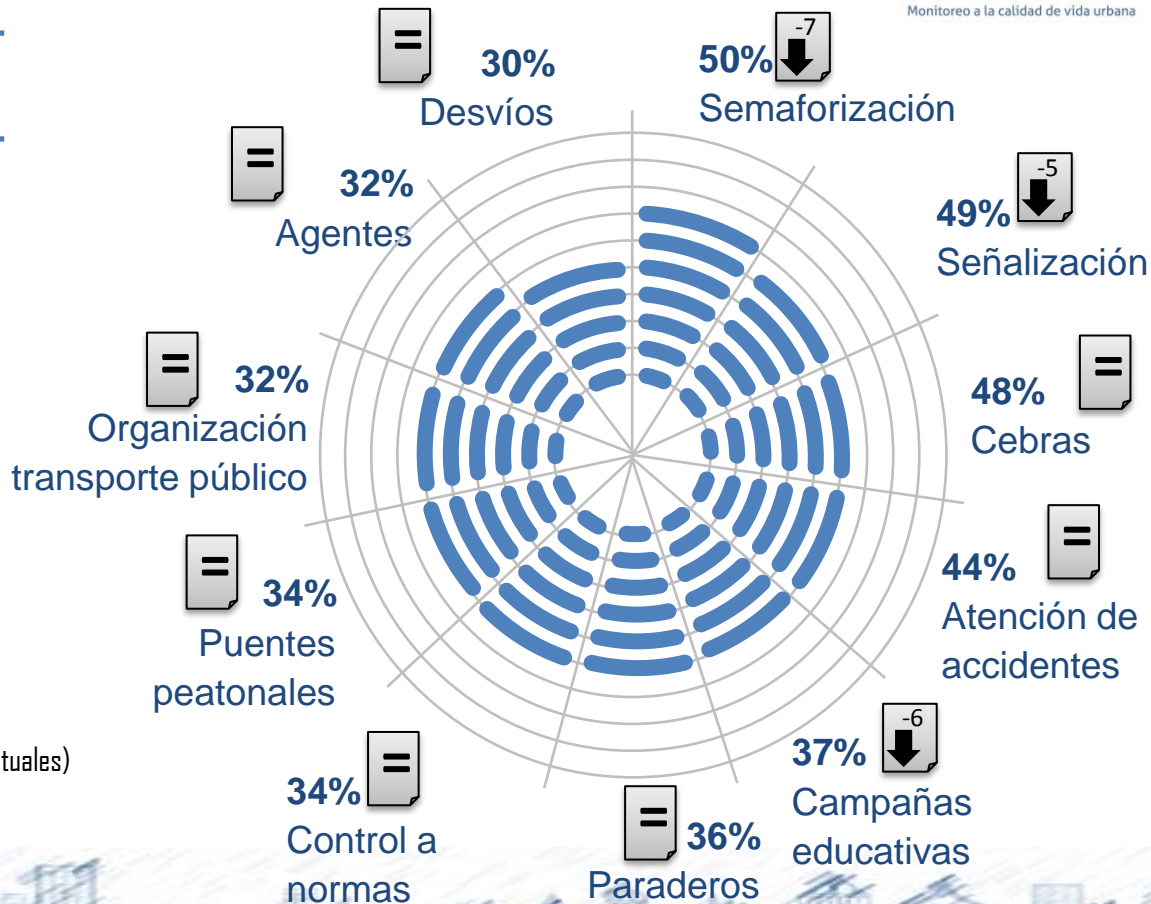 Monitoreo a la calidad de vida urbana
=
30%
Desvíos
50%
-7
Semaforización
=
32%
Agentes
-5
49%
Señalización
=
32%
Organización
transporte público
48%
=
Cebras
=
34%
Puentes
peatonales
44%
=
Atención de
accidentes
tuales)
34%
=
Control a
normas
=
36%
Paraderos
37%
-6
Campañas
educativas